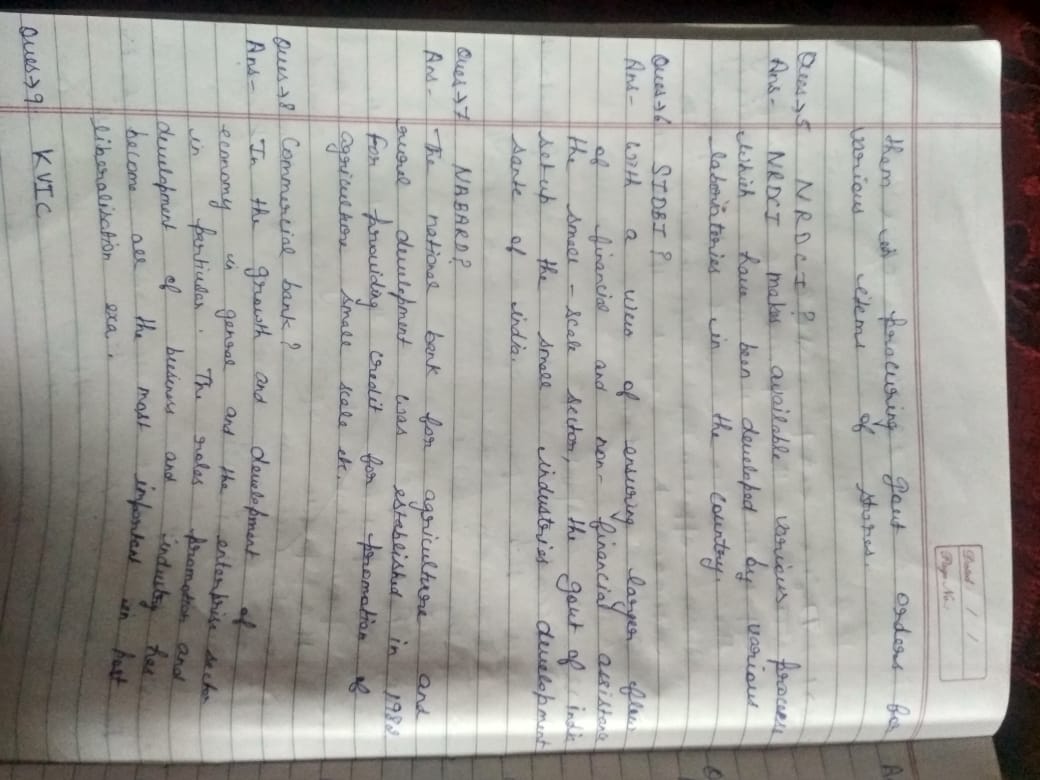 Dated / /
Page No:
them in procuring govt orders for
various items of stores.
Ques→5 NRDCI?
Ans- NRDCI makes available various process
which have been developed by various
laboriateries in the country.
Ques→6 SIDBI?
Ans- With a view of ensuring larger flow
of financial and non-financial assistance
the small-scale sector, the govt of india
setup the small industries development
sanke of india.
Ques→7 NABARD?
Ans- The national bank for agriculture and
rural development was established in 1982
for providing credit for promation of
agriculture small scale etc.
Ques→8 Commercial bank?
Ans- In the growth and development of
economy in general and the enterprise sector
in particular. The roles promotion and
development of business and industry has
become all the most important in post
liberalisation exa.
Ques→9 KVIC